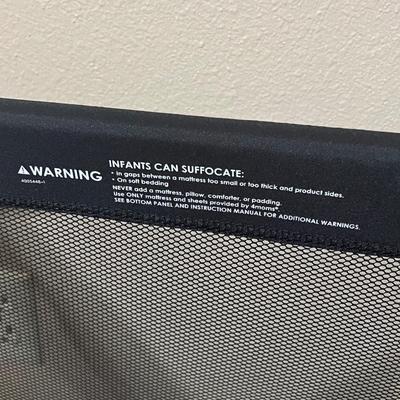 ⚠WARNING
4005448-1
INFANTS CAN SUFFOCATE:
• In gaps between a mattress too small or too thick and product sides.
• On soft bedding
NEVER add a mattress, pillow, comforter, or padding.
Use ONLY mattress and sheets provided by 4moms®.
SEE BOTTOM PANEL AND INSTRUCTION MANUAL FOR ADDITIONAL WARNINGS.